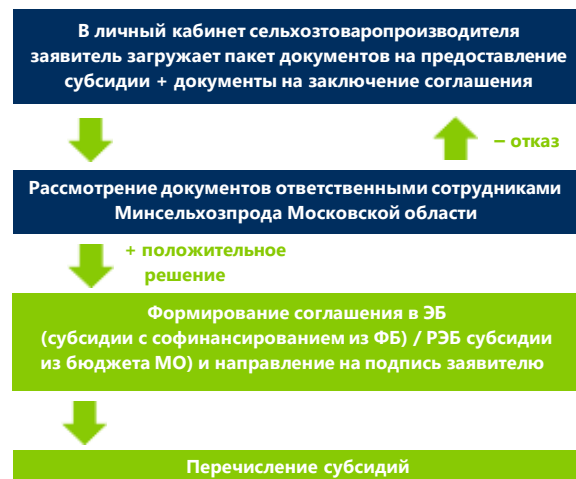 В личный кабинет сельхозтоваропроизводителя
заявитель загружает пакет документов на предоставление
субсидии + документы на заключение соглашения
– отказ
Рассмотрение документов ответственными сотрудниками
Минсельхозпрода Московской области
+ положительное
решение
Формирование соглашения в ЭБ
(субсидии с софинансированием из ФБ) / РЭБ субсидии
из бюджета МО) и направление на подпись заявителю
Перечисление субсидий